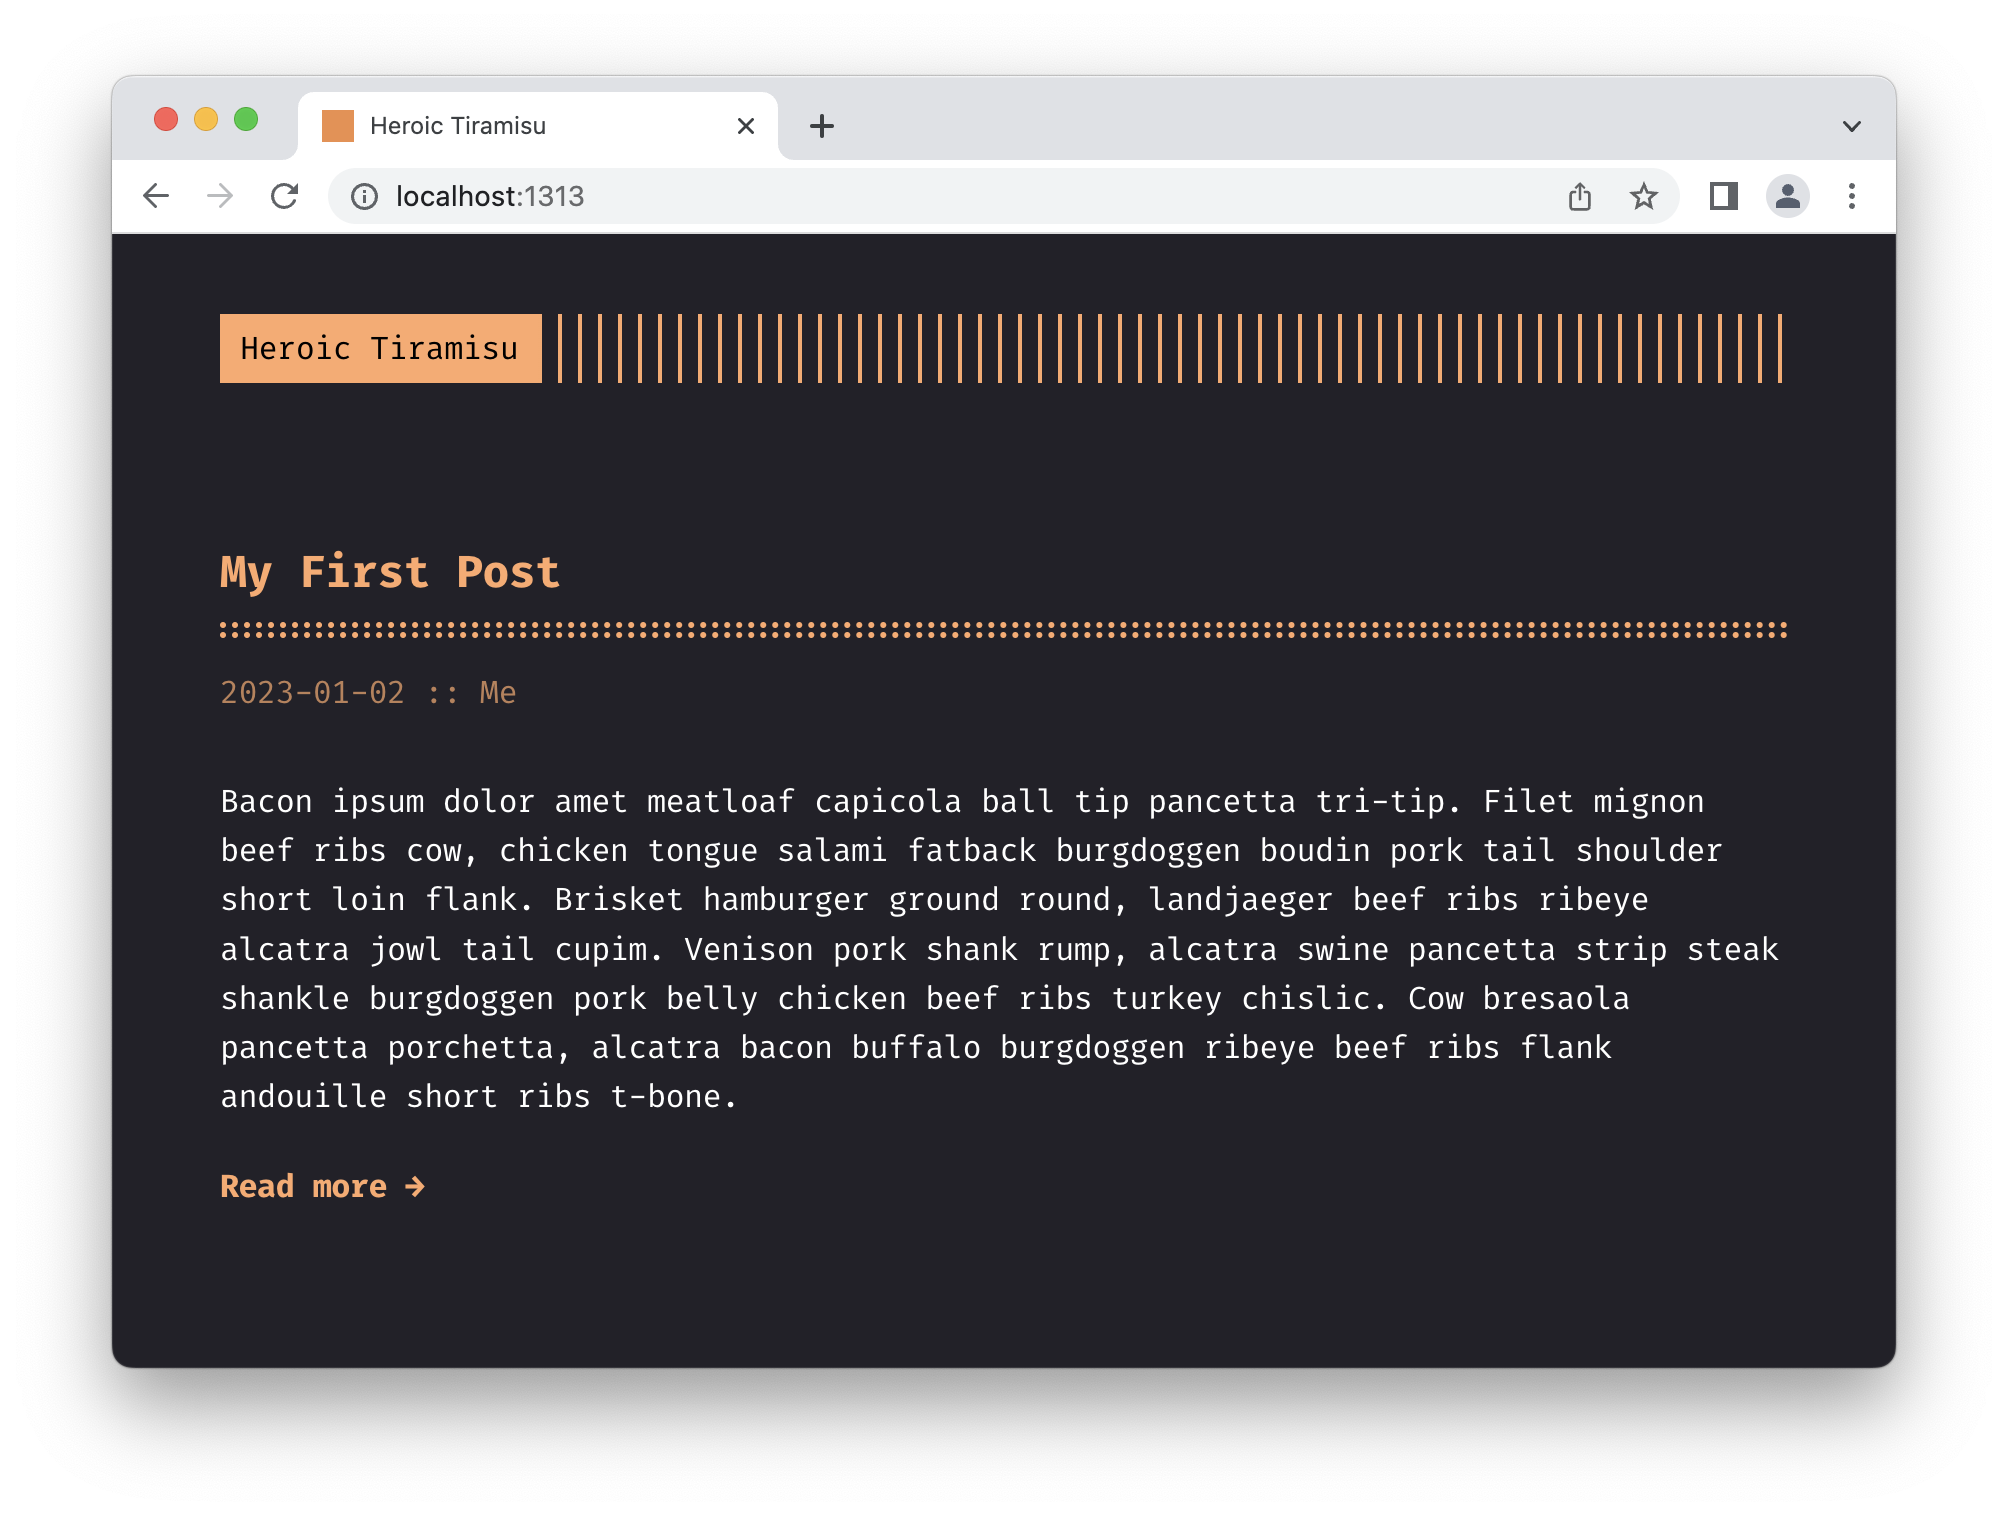 Heroic Tiramisu
localhost:1313
Heroic Tiramisu
My First Post
2023-01-02 :: Me
Bacon ipsum dolor amet meatloaf capicola ball tip pancetta tri-tip. Filet mignon
beef ribs cow, chicken tongue salami fatback burgdoggen boudin pork tail shoulder
short loin flank. Brisket hamburger ground round, landjaeger beef ribs ribeye
alcatra jowl tail cupim. Venison pork shank rump, alcatra swine pancetta strip steak
shankle burgdoggen pork belly chicken beef ribs turkey chislic. Cow bresaola
pancetta porchetta, alcatra bacon buffalo burgdoggen ribeye beef ribs flank
andouille short ribs t-bone.
Read more →